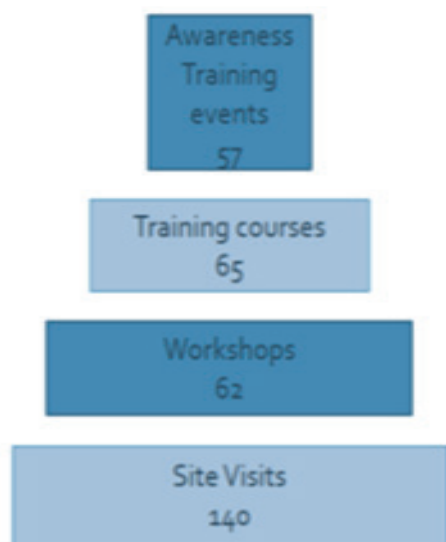 Awareness
Training
events
57
Training courses
65
Workshops
62
Site Visits
140